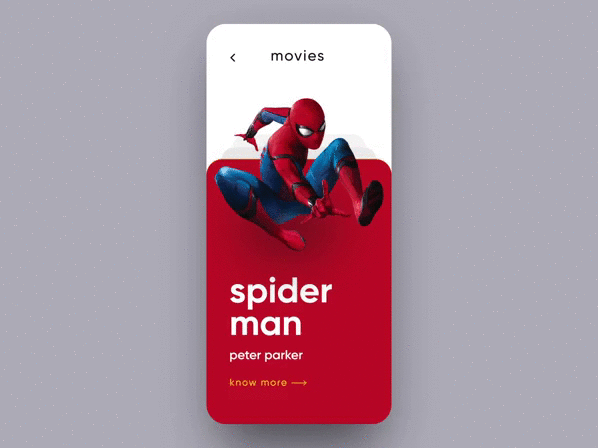 movies
spider
man
peter parker
know more